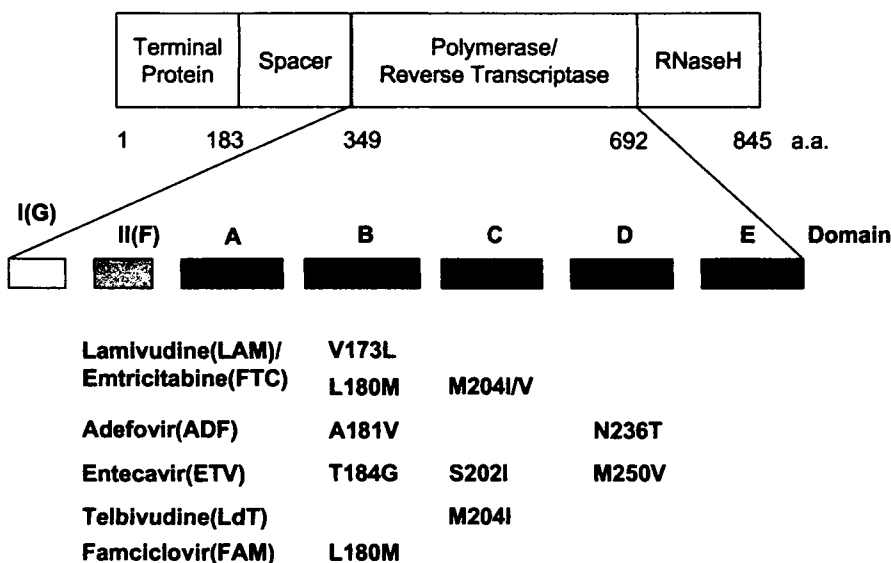 Terminal Protein Spacer Polymerase/ Reverse Transcriptase RNaseH
1 183 349 692 845 a.a.
I(G)
II(F) A B C D E Domain
Lamivudine(LAM)/ V173L
Emtricitabine(FTC) L180M M204I/V
Adefovir(ADF) A181V N236T
Entecavir(ETV) T184G S202I M250V
Telbivudine(LdT) M204I
Famciclovir(FAM) L180M